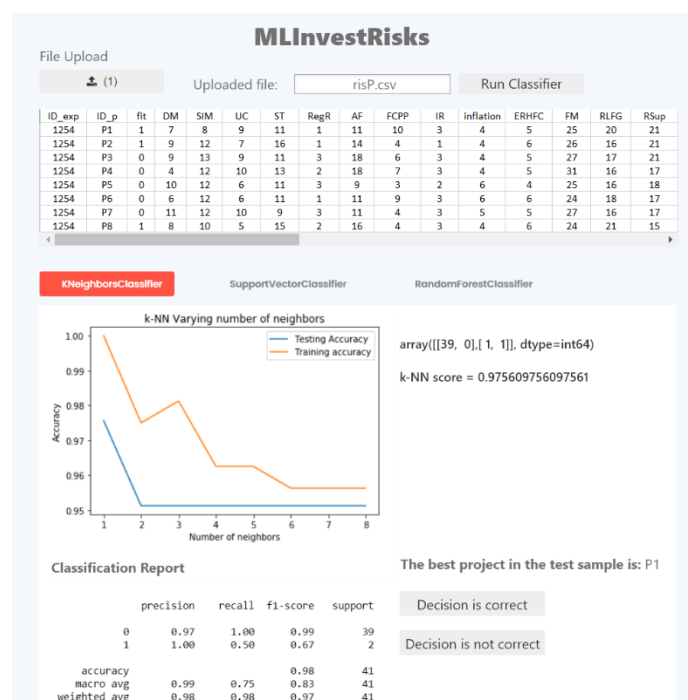 MLInvestRisks
File Upload
(1) Uploaded file: risP.csv Run Classifier
ID_exp ID_p fit DM SIM UC ST RegR AF FCPP IR inflation ERHFC FM RLFG RSup
1254 P1 1 7 8 9 11 1 11 10 3 4 5 25 20 21
1254 P2 1 9 12 7 16 1 14 4 1 4 6 26 16 21
1254 P3 0 9 13 9 11 3 18 6 3 4 5 27 17 21
1254 P4 0 4 12 10 13 2 18 7 3 4 5 31 16 17
1254 P5 0 10 12 6 11 3 9 3 2 6 4 25 16 18
1254 P6 0 6 12 6 11 1 11 9 3 6 6 24 18 17
1254 P7 0 11 12 10 9 3 11 4 3 5 5 27 16 17
1254 P8 1 8 10 5 15 2 16 4 3 4 6 24 21 15
KNeighborsClassifier SupportVectorClassifier RandomForestClassifier
k-NN Varying number of neighbors
Testing Accuracy
Training accuracy
1.00
0.99
0.98
0.97
0.96
0.95
Accuracy
1 2 3 4 5 6 7 8
Number of neighbors
array([[39, 0],[ 1, 1]], dtype=int64)
k-NN score = 0.975609756097561
Classification Report
precision recall f1-score support
0 0.97 1.00 0.99 39
1 1.00 0.50 0.67 2
accuracy 0.98 41
macro avg 0.99 0.75 0.83 41
weighted avg 0.98 0.98 0.97 41
The best project in the test sample is: P1
Decision is correct
Decision is not correct